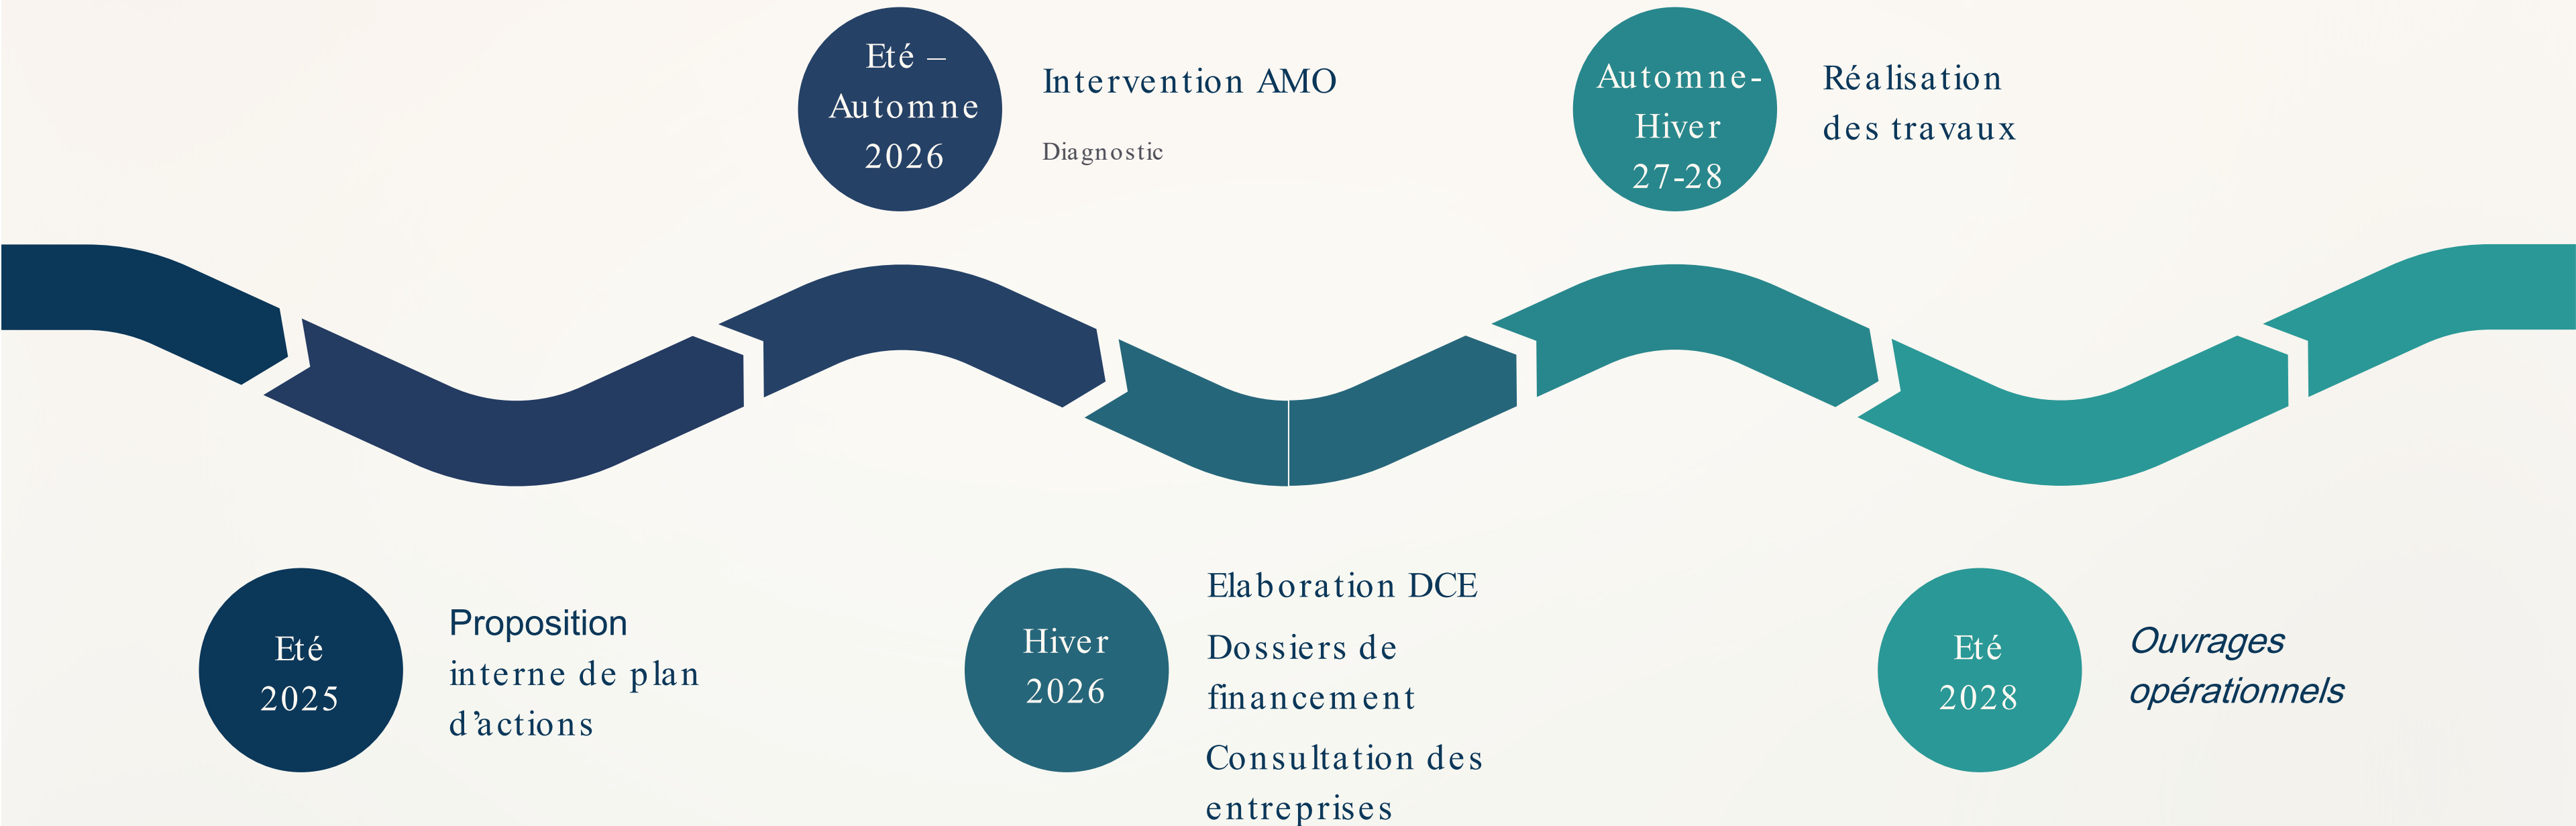 Eté –
Automne
2026
Intervention AMO
Diagnostic
Automne-
Hiver
27-28
Réalisation
des travaux
Eté
2025
Proposition
interne de plan
d’actions
Hiver
2026
Elaboration DCE
Dossiers de
financement
Consultation des
entreprises
Eté
2028
Ouvrages
opérationnels